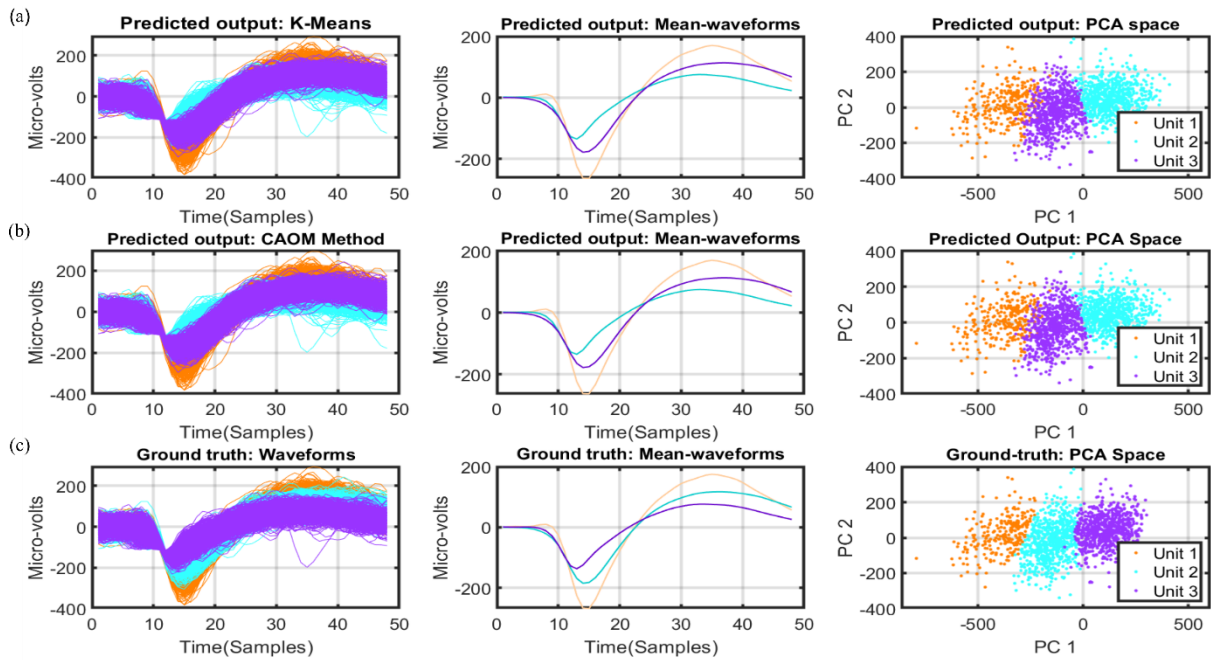 (a)
Predicted output: K-Means
Micro-volts
200
0
-200
-400
0 10 20 30 40 50
Time(Samples)
Predicted output: Mean-waveforms
Micro-volts
200
0
-200
0 10 20 30 40 50
Time(Samples)
Predicted output: PCA space
PC 2
400
200
0
-200
-400
Unit 1
Unit 2
Unit 3
-500 0 500
PC 1
(b)
Predicted output: CAOM Method
Micro-volts
200
0
-200
-400
0 10 20 30 40 50
Time(Samples)
Predicted output: Mean-waveforms
Micro-volts
200
0
-200
0 10 20 30 40 50
Time(Samples)
Predicted Output: PCA Space
PC 2
400
200
0
-200
-400
Unit 1
Unit 2
Unit 3
-500 0 500
PC 1
(c)
Ground truth: Waveforms
Micro-volts
200
0
-200
-400
0 10 20 30 40 50
Time(Samples)
Ground truth: Mean-waveforms
Micro-volts
200
0
-200
0 10 20 30 40 50
Time(Samples)
Ground-truth: PCA Space
PC 2
400
200
0
-200
-400
Unit 1
Unit 2
Unit 3
-500 0 500
PC 1